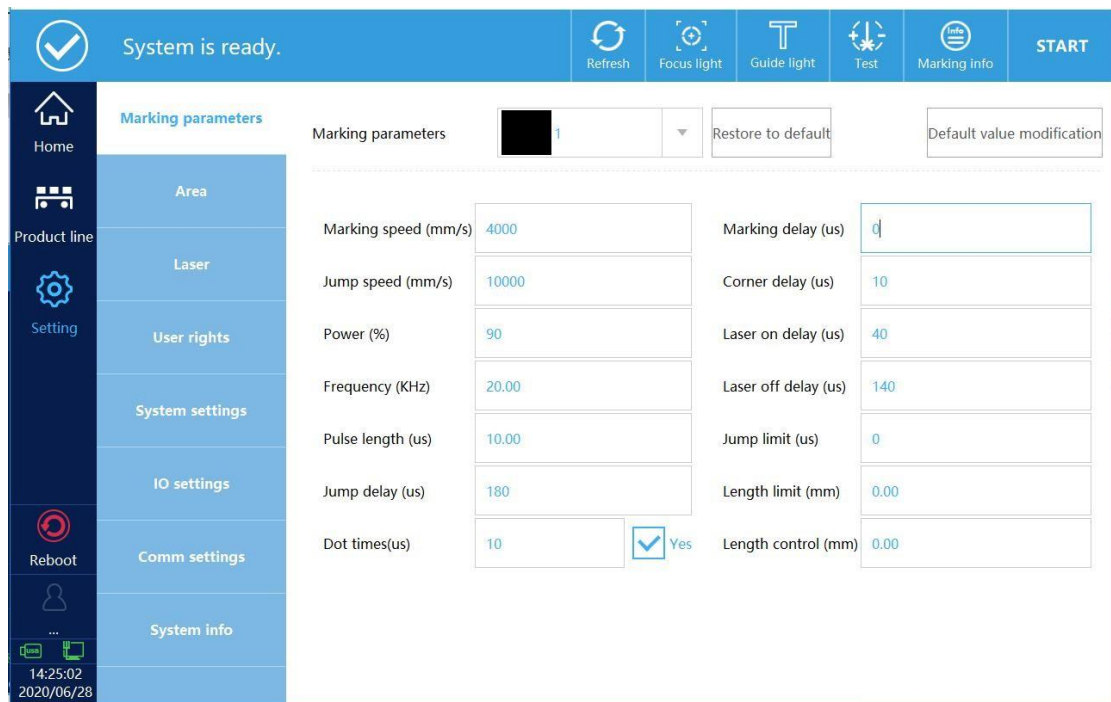 System is ready.
Refresh
Focus light
Guide light
Test
Info
Marking info
START
Home
Product line
Setting
Reboot
...
USB
14:25:02
2020/06/28
Marking parameters
Area
Laser
User rights
System settings
IO settings
Comm settings
System info
Marking parameters 1 Restore to default Default value modification
Marking speed (mm/s) 4000 Marking delay (us) 0
Jump speed (mm/s) 10000 Corner delay (us) 10
Power (%) 90 Laser on delay (us) 40
Frequency (KHz) 20.00 Laser off delay (us) 140
Pulse length (us) 10.00 Jump limit (us) 0
Jump delay (us) 180 Length limit (mm) 0.00
Dot times(us) 10 Yes Length control (mm) 0.00